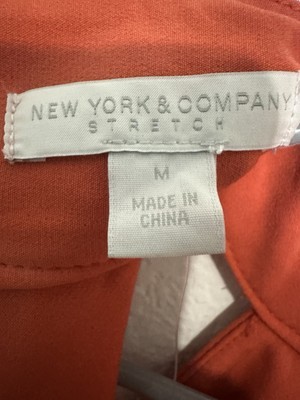 NEW YORK & COMPANY
STRETCH
M
MADE IN
CHINA